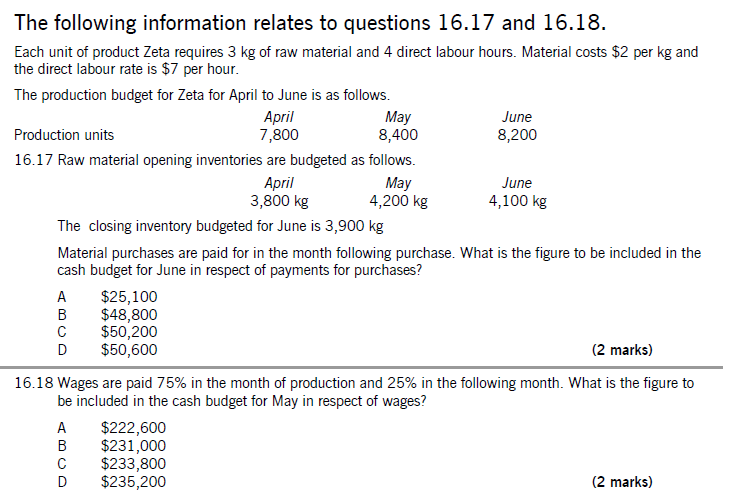 The following information relates to questions 16.17 and 16.18.
Each unit of product Zeta requires 3 kg of raw material and 4 direct labour hours. Material costs $2 per kg and
the direct labour rate is $7 per hour.
The production budget for Zeta for April to June is as follows.
April May June
Production units 7,800 8,400 8,200
16.17 Raw material opening inventories are budgeted as follows.
April May June
3,800 kg 4,200 kg 4,100 kg
The closing inventory budgeted for June is 3,900 kg
Material purchases are paid for in the month following purchase. What is the figure to be included in the
cash budget for June in respect of payments for purchases?
A $25,100
B $48,800
C $50,200
D $50,600 (2 marks)
16.18 Wages are paid 75% in the month of production and 25% in the following month. What is the figure to
be included in the cash budget for May in respect of wages?
A $222,600
B $231,000
C $233,800
D $235,200 (2 marks)